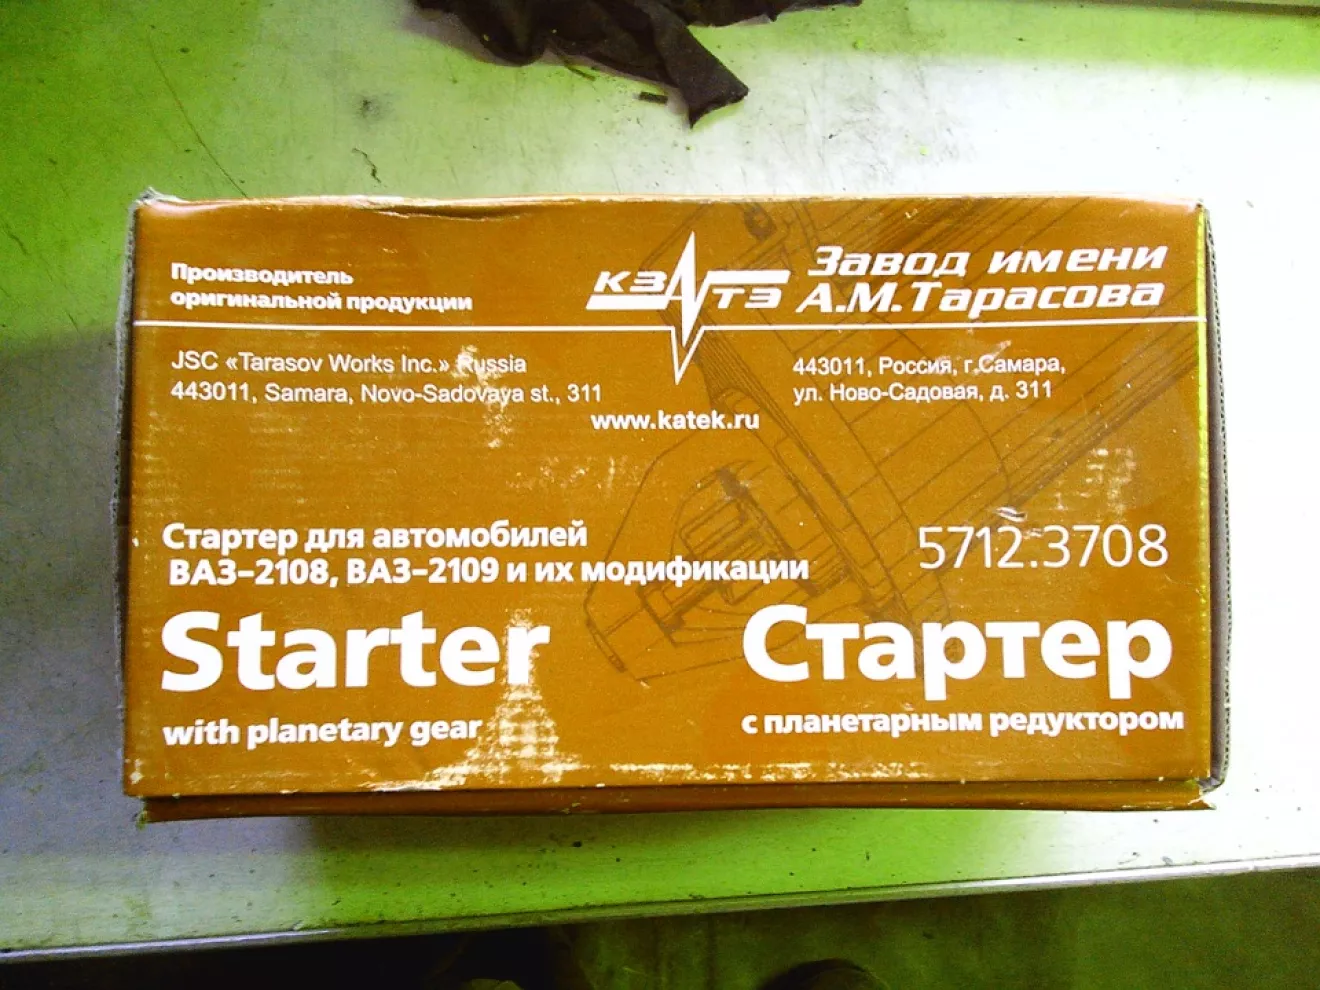 Производитель
оригинальной продукции
КЗАТЭ
Завод имени
А.М.Тарасова
JSC «Tarasov Works Inc.» Russia
443011, Samara, Novo-Sadovaya st., 311
443011, Россия, г.Самара,
ул. Ново-Садовая, д. 311
www.katek.ru
Стартер для автомобилей
ВАЗ-2108, ВАЗ-2109 и их модификации
5712.3708
Starter
with planetary gear
Стартер
с планетарным редуктором